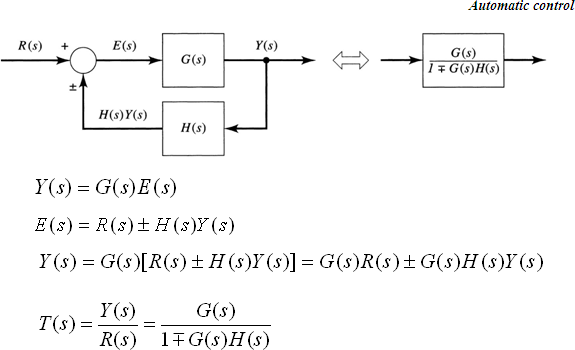 Automatic control
R(s) + E(s) G(s) Y(s) G(s)
1∓G(s)H(s)
±
H(s)Y(s) H(s)
Y(s) = G(s)E(s)
E(s) = R(s) ± H(s)Y(s)
Y(s) = G(s)[R(s) ± H(s)Y(s)] = G(s)R(s) ± G(s)H(s)Y(s)
T(s) = Y(s)/R(s) = G(s)/1∓G(s)H(s)